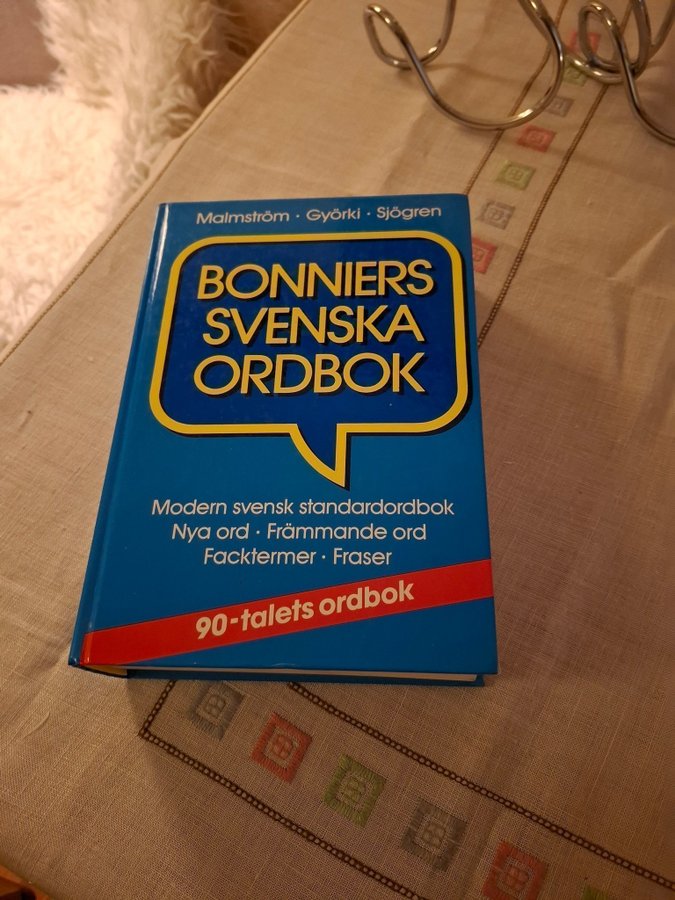 Malmström · Györki · Sjögren
BONNIERS
SVENSKA
ORDBOK
Modern svensk standardordbok
Nya ord · Främmande ord
Facktermer · Fraser
90-talets ordbok